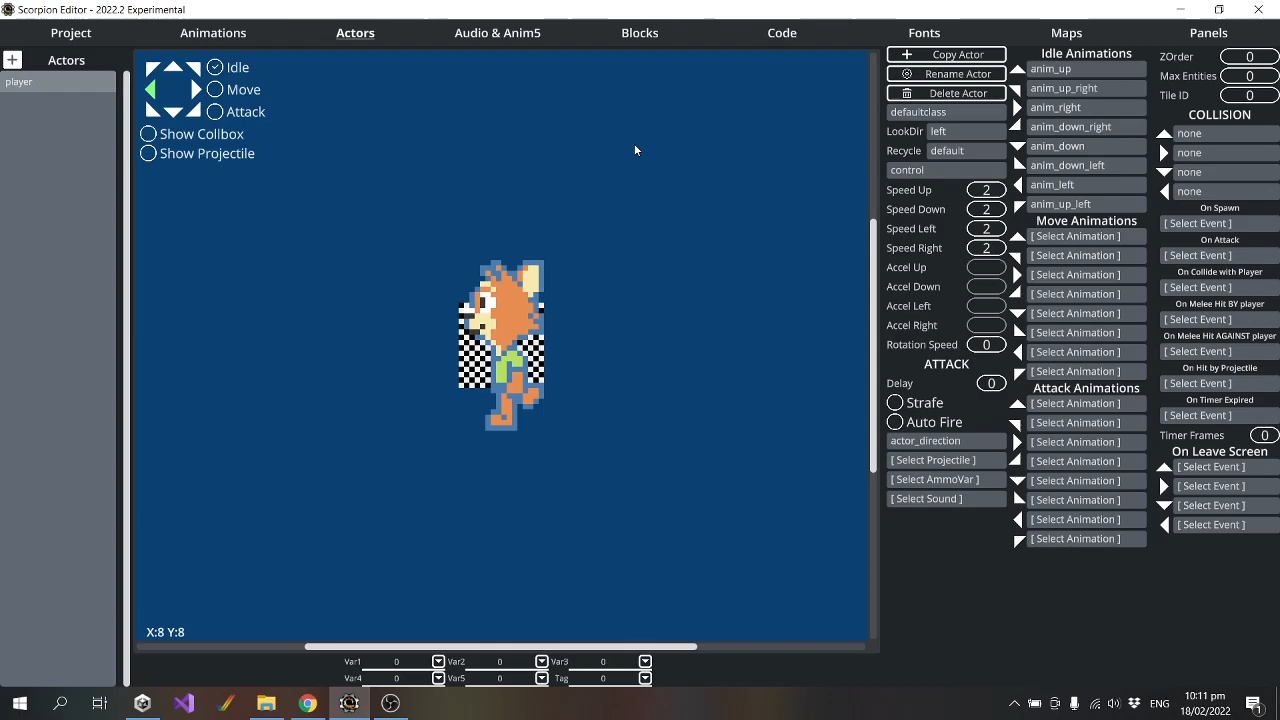 Scorpion Editor - 2022.2 Experimental
Project
Animations
Actors
Audio & Anim5
Blocks
Code
Fonts
Maps
Panels
+ Actors
player
Idle
Move
Attack
Show Collbox
Show Projectile
X:8 Y:8
Var1 0
Var2 0
Var3 0
Var4 0
Var5 0
Tag 0
+ Copy Actor
Rename Actor
Delete Actor
defaultclass
LookDir left
Recycle default
control
Speed Up 2
Speed Down 2
Speed Left 2
Speed Right 2
Accel Up
Accel Down
Accel Left
Accel Right
Rotation Speed 0
ATTACK
Delay 0
Strafe
Auto Fire
actor_direction
[ Select Projectile ]
[ Select AmmoVar ]
[ Select Sound ]
Idle Animations
anim_up
anim_up_right
anim_right
anim_down_right
anim_down
anim_down_left
anim_left
anim_up_left
Move Animations
[ Select Animation ]
[ Select Animation ]
[ Select Animation ]
[ Select Animation ]
[ Select Animation ]
[ Select Animation ]
[ Select Animation ]
[ Select Animation ]
Attack Animations
[ Select Animation ]
[ Select Animation ]
[ Select Animation ]
[ Select Animation ]
[ Select Animation ]
[ Select Animation ]
[ Select Animation ]
[ Select Animation ]
ZOrder 0
Max Entities 0
Tile ID 0
COLLISION
none
none
none
none
On Spawn
[ Select Event ]
On Attack
[ Select Event ]
On Collide with Player
[ Select Event ]
On Melee Hit BY player
[ Select Event ]
On Melee Hit AGAINST player
[ Select Event ]
On Hit by Projectile
[ Select Event ]
On Timer Expired
[ Select Event ]
Timer Frames 0
On Leave Screen
[ Select Event ]
[ Select Event ]
[ Select Event ]
[ Select Event ]
ENG
10:11 pm
18/02/2022